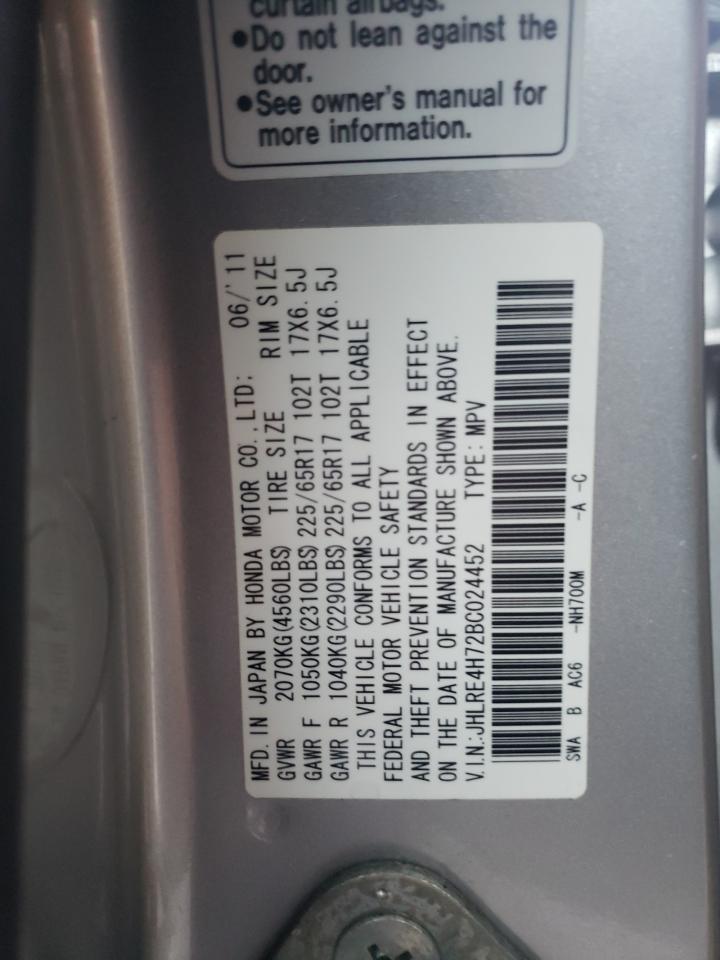 curtain airbags.
●Do not lean against the
door.
●See owner's manual for
more information.
MFD. IN JAPAN BY HONDA MOTOR CO.,LTD: 06/'11
GVWR 2070KG(4560LBS) TIRE SIZE RIM SIZE
GAWR F 1050KG(2310LBS) 225/65R17 102T 17X6.5J
GAWR R 1040KG(2290LBS) 225/65R17 102T 17X6.5J
THIS VEHICLE CONFORMS TO ALL APPLICABLE
FEDERAL MOTOR VEHICLE SAFETY
AND THEFT PREVENTION STANDARDS IN EFFECT
ON THE DATE OF MANUFACTURE SHOWN ABOVE.
V.I.N.:JHLRE4H72BC024452 TYPE: MPV
SWA B AC6 -NH700M -A -C